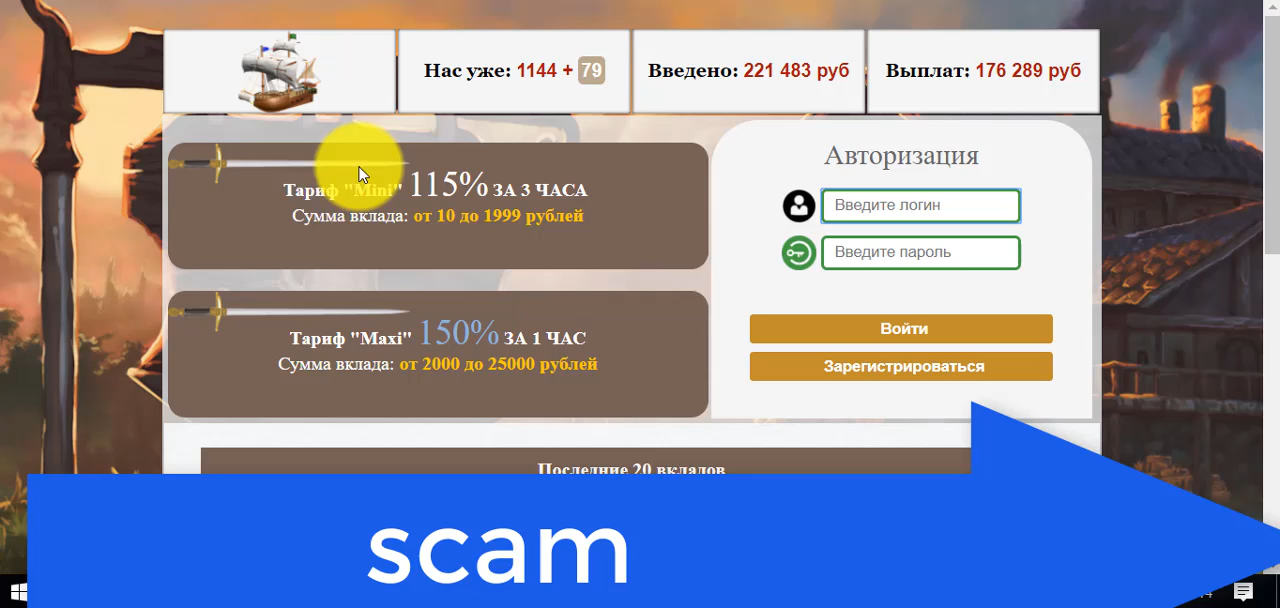 Нас уже: 1144 + 79
Введено: 221 483 руб
Выплат: 176 289 руб
Тариф "Mini" 115% ЗА 3 ЧАСА
Сумма вклада: от 10 до 1999 рублей
Тариф "Maxi" 150% ЗА 1 ЧАС
Сумма вклада: от 2000 до 25000 рублей
Авторизация
Введите логин
Введите пароль
Войти
Зарегистрироваться
Последние 20 вкладов
scam